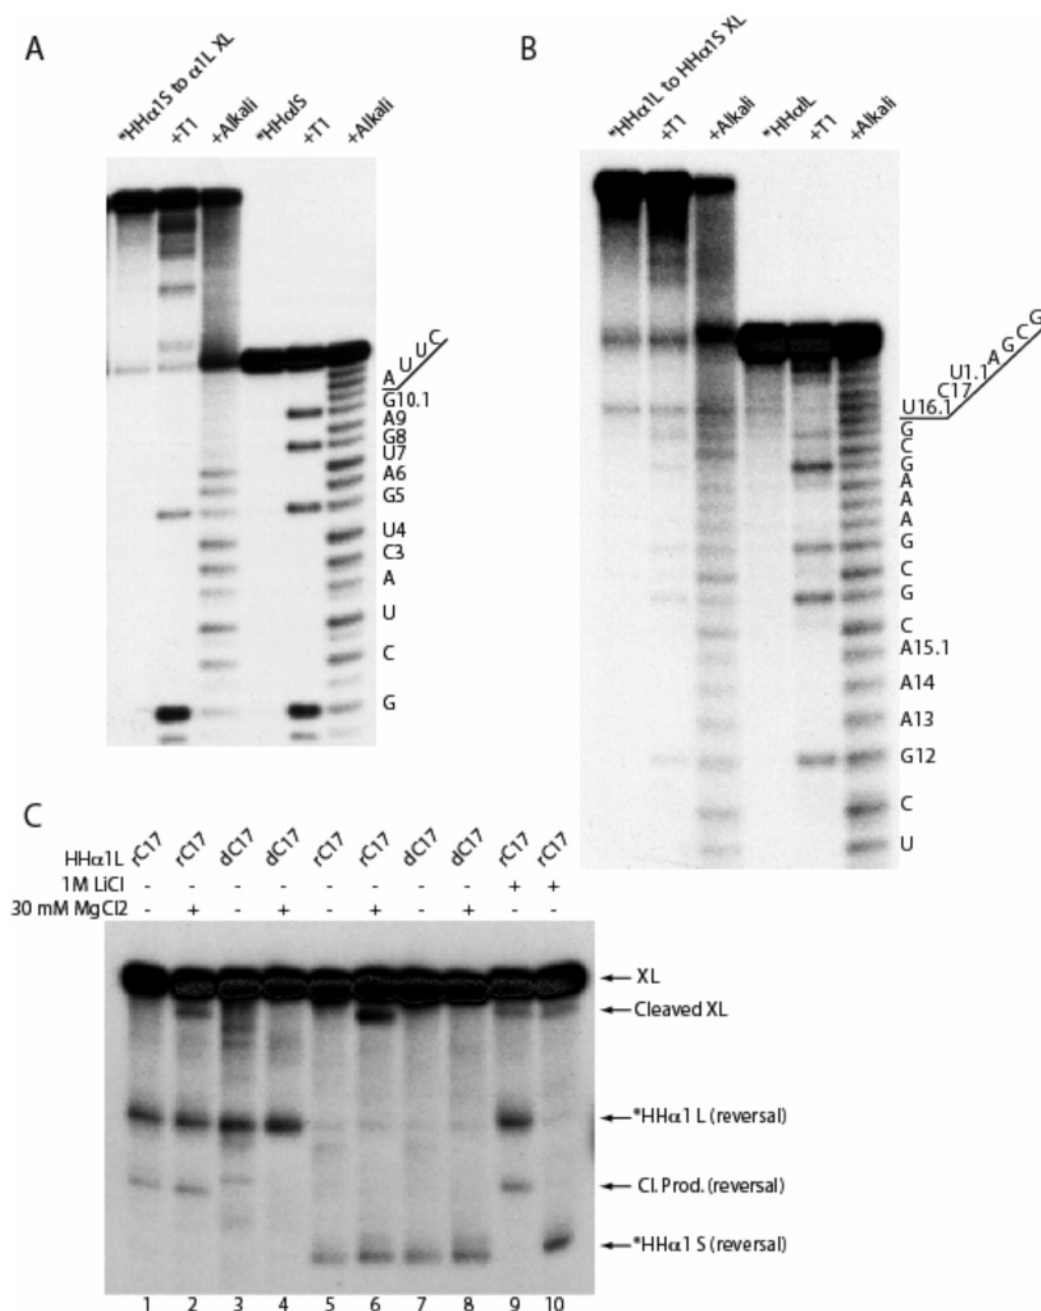 A
*HHα1S to α1L XL
+T1
+Alkali
*HHαIS
+T1
+Alkali
A U U C
G10.1
A9
G8
U7
A6
G5
U4
C3
A
U
C
G
B
*HHα1L to HHα1S XL
+T1
+Alkali
*HHαIL
+T1
+Alkali
U16.1 C17 U1.1 A G C G
G
C
G
A
A
A
G
C
G
C
A15.1
A14
A13
G12
C
U
C
HHα1L rC17 rC17 dC17 dC17 rC17 rC17 dC17 dC17 rC17 rC17
1M LiCl - - - - - - - - + +
30 mM MgCl2 - + - + - + - + - -
XL
Cleaved XL
*HHα1 L (reversal)
Cl. Prod. (reversal)
*HHα1 S (reversal)
1 2 3 4 5 6 7 8 9 10